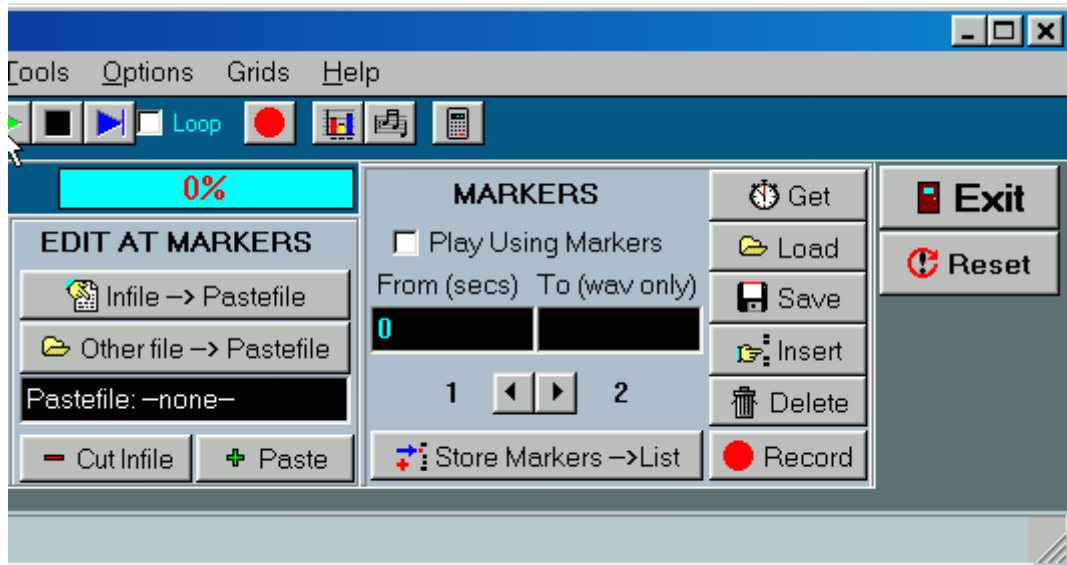 Tools Options Grids Help
Loop
0%
EDIT AT MARKERS
Infile –> Pastefile
Other file –> Pastefile
Pastefile: –none–
Cut Infile Paste
MARKERS
Play Using Markers
From (secs) To (wav only)
0
1 2
Store Markers –>List
Get
Load
Save
Insert
Delete
Record
Exit
Reset